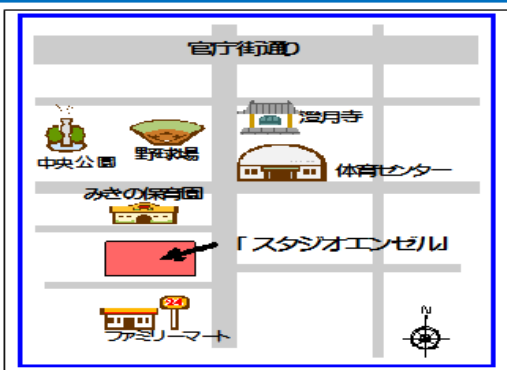 官庁街通り
澄月寺
野球場
中央公園
体育センター
みきの保育園
「スタジオエンゼル」
24
ファミリーマート
N